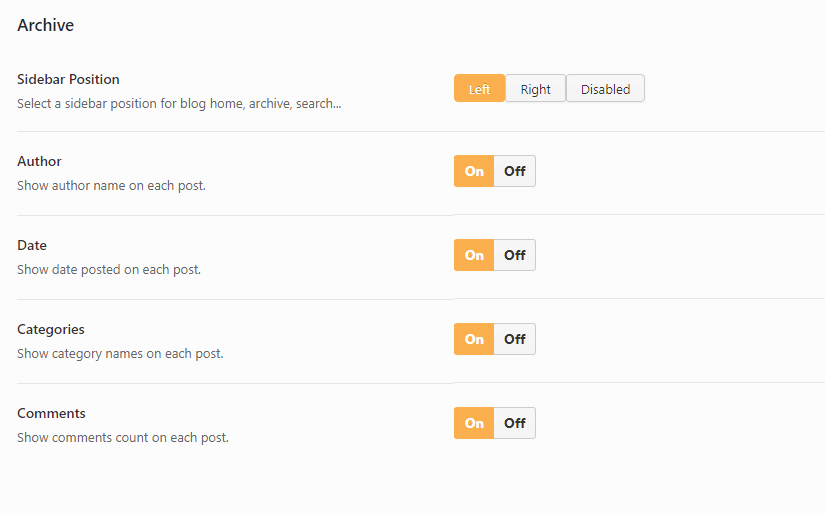 Archive
Sidebar Position
Select a sidebar position for blog home, archive, search...
Left Right Disabled
Author
Show author name on each post.
On Off
Date
Show date posted on each post.
On Off
Categories
Show category names on each post.
On Off
Comments
Show comments count on each post.
On Off